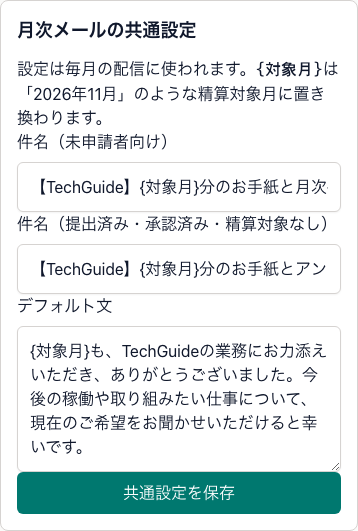 月次メールの共通設定
設定は毎月の配信に使われます。{対象月}は
「2026年11月」のような精算対象月に置き
換わります。
件名（未申請者向け）
【TechGuide】{対象月}分のお手紙と月次
件名（提出済み・承認済み・精算対象なし）
【TechGuide】{対象月}分のお手紙とアン
デフォルト文
{対象月}も、TechGuideの業務にお力添え
いただき、ありがとうございました。今
後の稼働や取り組みたい仕事について、
現在のご希望をお聞かせいただけると幸
いです。
共通設定を保存